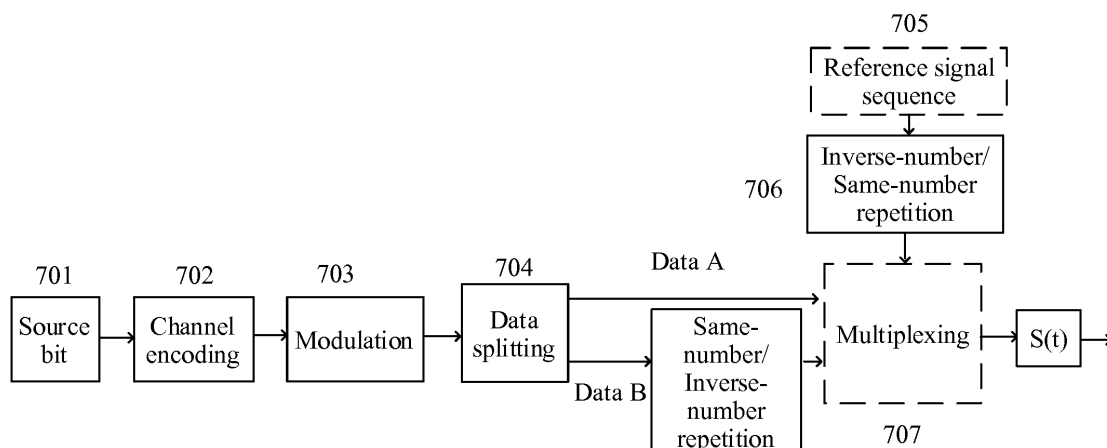 705
Reference signal
sequence
706
Inverse-number/
Same-number
repetition
701
702
703
704
Data A
Source
bit
Channel
encoding
Modulation
Data
splitting
Data B
Same-
number/
Inverse-
number
repetition
Multiplexing
S(t)
707